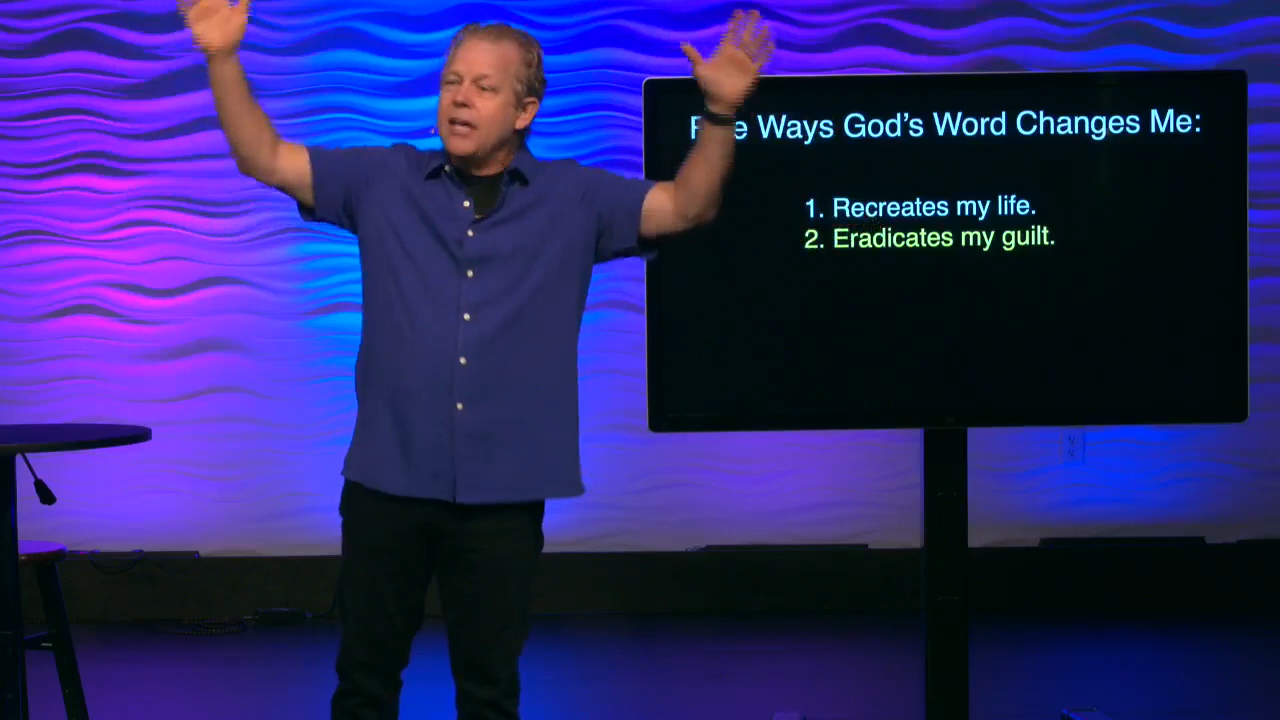 Ways God's Word Changes Me:
1. Recreates my life.
2. Eradicates my guilt.